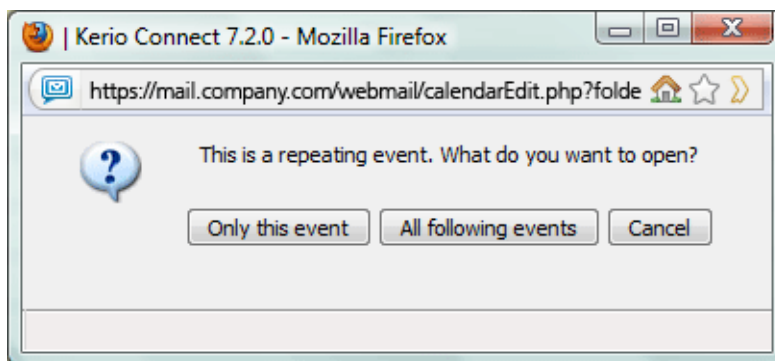 | Kerio Connect 7.2.0 - Mozilla Firefox
https://mail.company.com/webmail/calendarEdit.php?folde
This is a repeating event. What do you want to open?
Only this event All following events Cancel